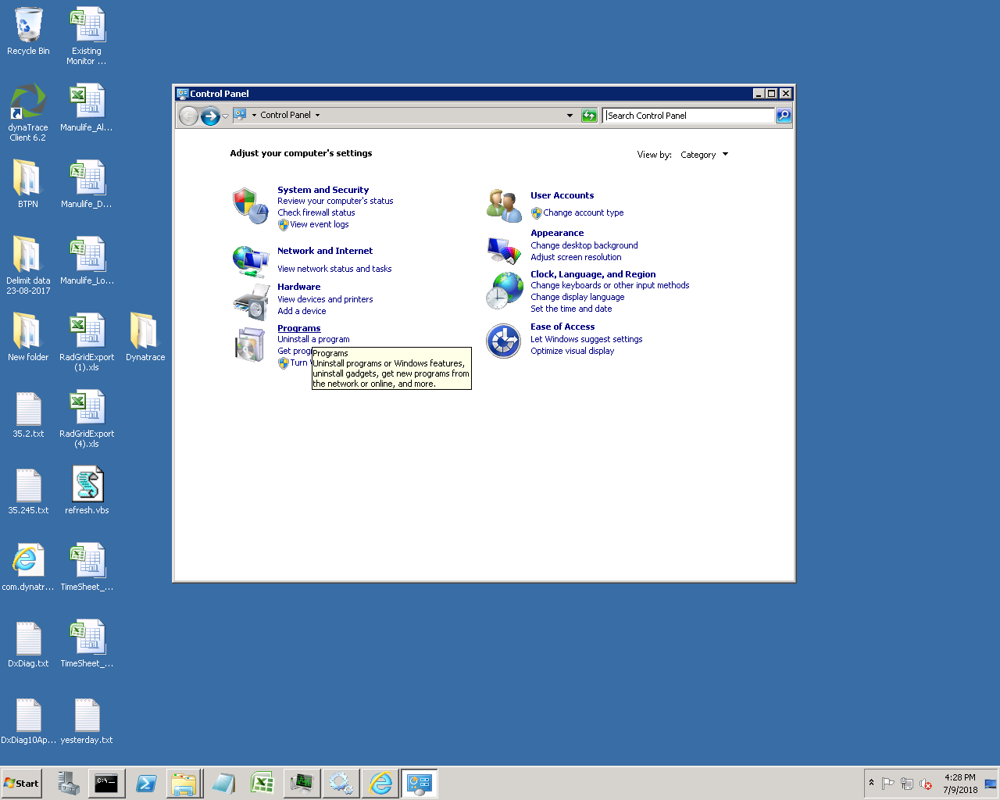 Recycle Bin
Existing
Monitor ...
dynaTrace
Client 6.2
Manulife_Al...
BTPN
Manulife_D...
Delimit data
23-08-2017
Manulife_Lo...
New folder
RadGridExport
(1).xls
Dynatrace
35.2.txt
RadGridExport
(4).xls
35.245.txt
refresh.vbs
com.dynatr...
TimeSheet_...
DxDiag.txt
TimeSheet_...
DxDiag10Ap...
yesterday.txt
Control Panel
Control Panel
Search Control Panel
Adjust your computer's settings
View by: Category
System and Security
Review your computer's status
Check firewall status
View event logs
Network and Internet
View network status and tasks
Hardware
View devices and printers
Add a device
Programs
Uninstall a program
Get prog
Turn
Programs
Uninstall programs or Windows features,
uninstall gadgets, get new programs from
the network or online, and more.
User Accounts
Change account type
Appearance
Change desktop background
Adjust screen resolution
Clock, Language, and Region
Change keyboards or other input methods
Change display language
Set the time and date
Ease of Access
Let Windows suggest settings
Optimize visual display
Start
C:\.
4:28 PM
7/9/2018